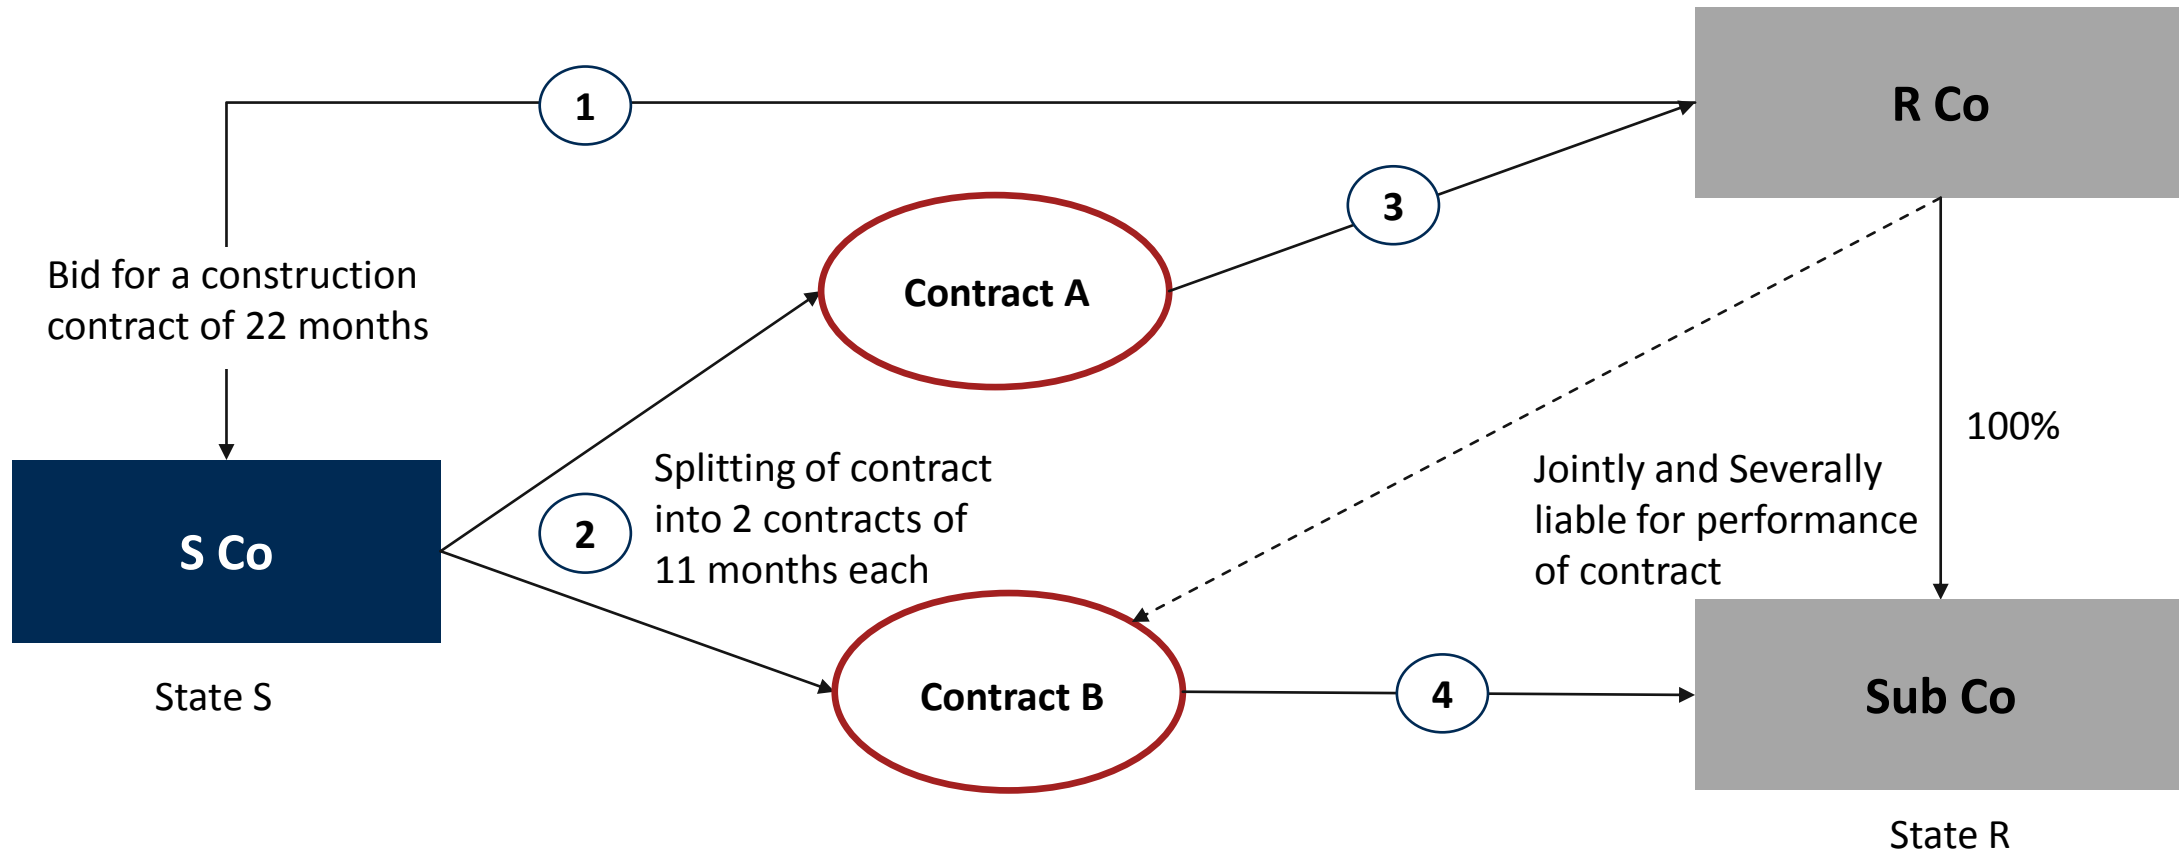 1
R Co
3
Bid for a construction
contract of 22 months
Contract A
100%
Splitting of contract
into 2 contracts of
11 months each
2
Jointly and Severally
liable for performance
of contract
S Co
State S
Contract B
4
Sub Co
State R